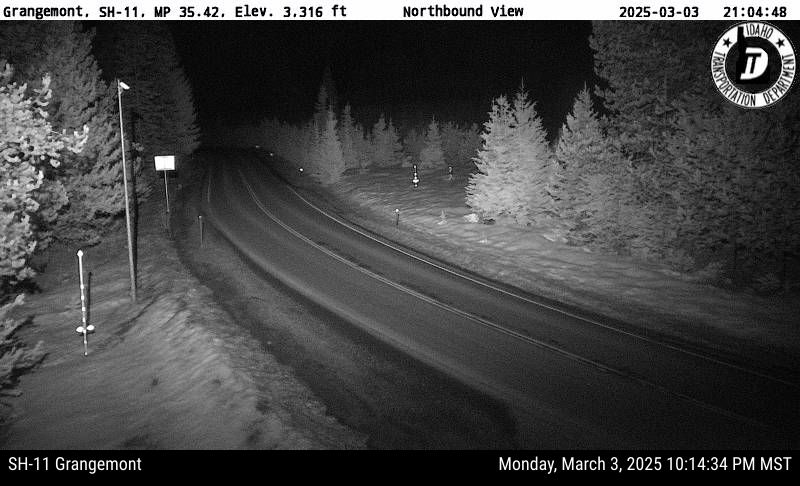 Grangemont, SH-11, MP 35.42, Elev. 3,316 ft Northbound View 2025-03-03 21:04:48
IDAHO
TRANSPORTATION DEPARTMENT
SH-11 Grangemont Monday, March 3, 2025 10:14:34 PM MST